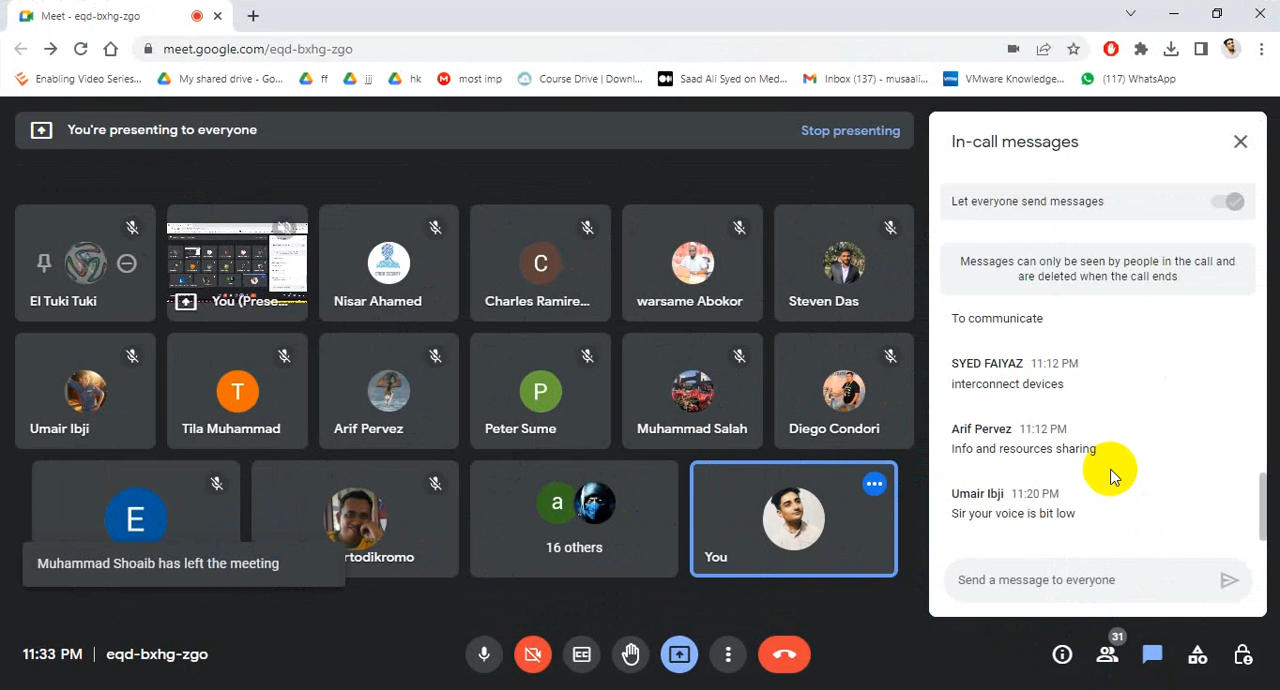 Meet - eqd-bxhg-zgo
meet.google.com/eqd-bxhg-zgo
Enabling Video Series...
My shared drive - Go...
ff
jjj
hk
most imp
Course Drive | Downl...
Saad Ali Syed on Med...
Inbox (137) - musaali...
VMware Knowledge...
(117) WhatsApp
You're presenting to everyone
Stop presenting
El Tuki Tuki
You (Prese...
Nisar Ahamed
C
Charles Ramire...
warsame Abokor
Steven Das
Umair Ibji
T
Tila Muhammad
Arif Pervez
P
Peter Sume
Muhammad Salah
Diego Condori
E
Muhammad Shoaib has left the meeting
rtodikromo
a
16 others
You
In-call messages
Let everyone send messages
Messages can only be seen by people in the call and
are deleted when the call ends
To communicate
SYED FAIYAZ 11:12 PM
interconnect devices
Arif Pervez 11:12 PM
Info and resources sharing
Umair Ibji 11:20 PM
Sir your voice is bit low
Send a message to everyone
11:33 PM | eqd-bxhg-zgo
CC
31